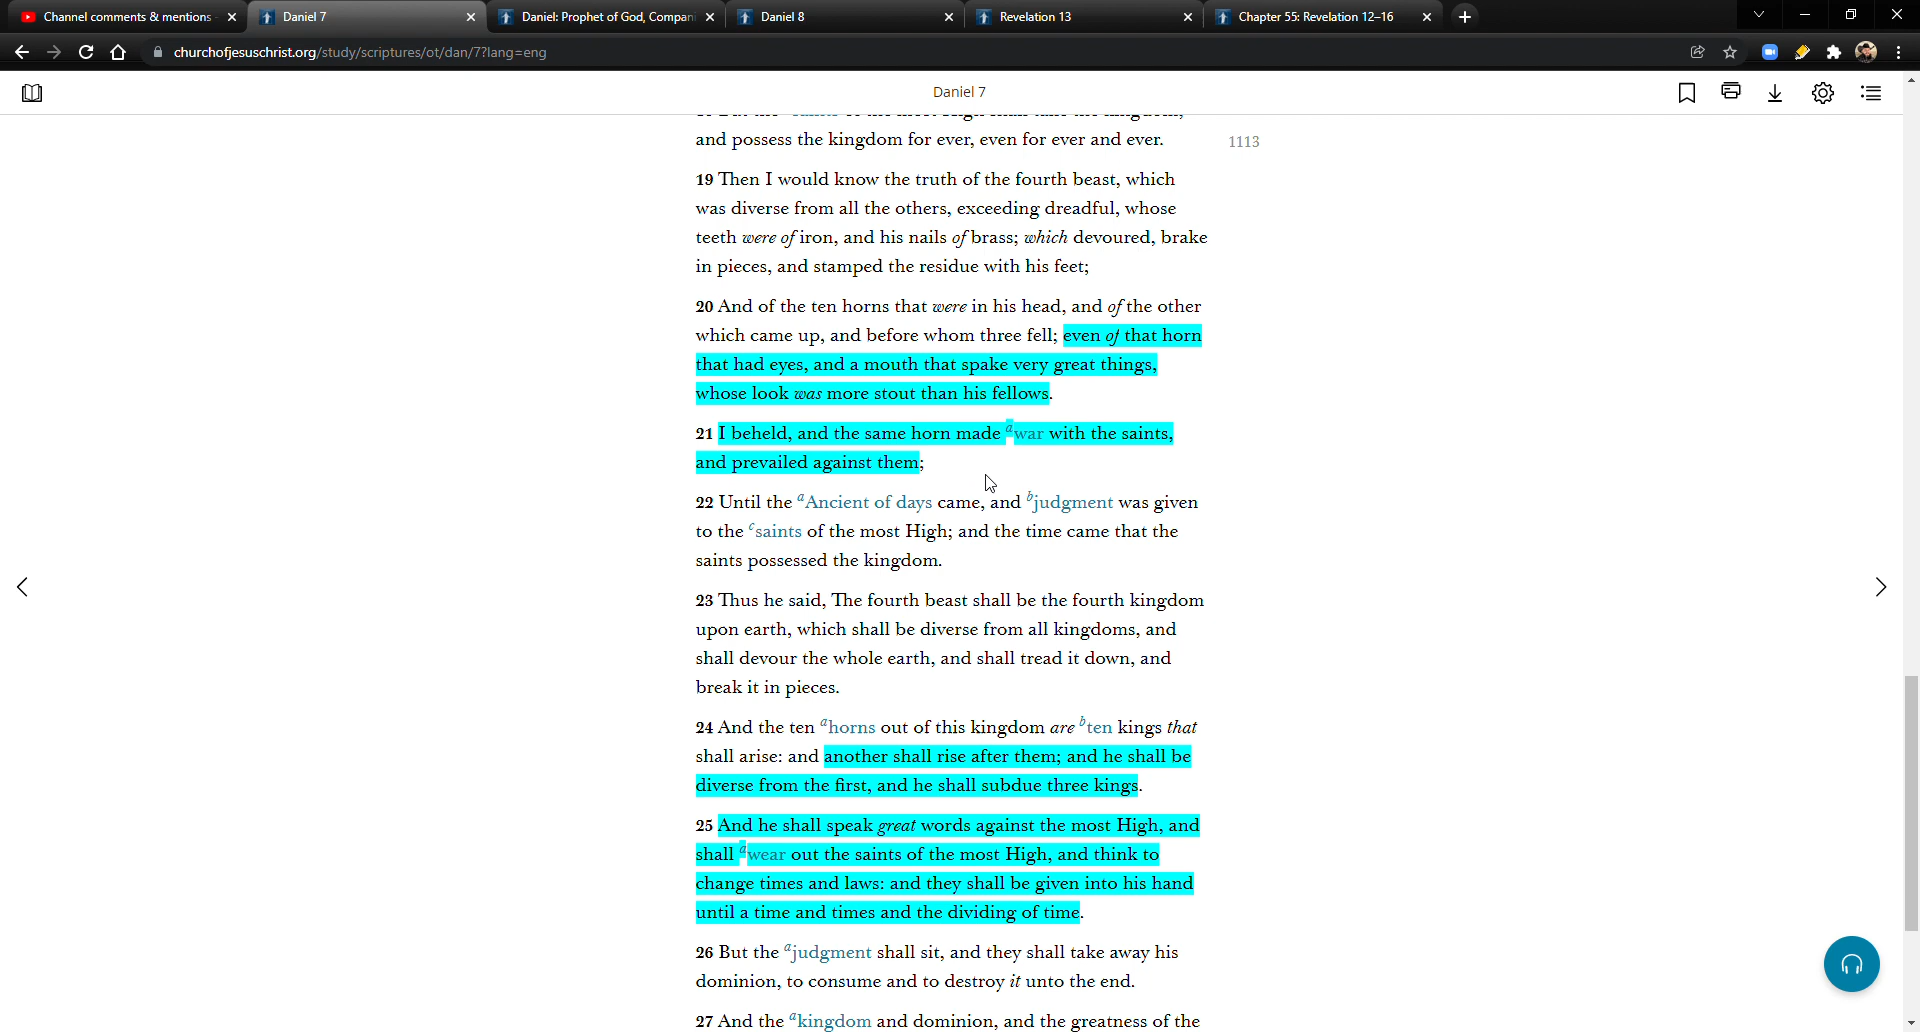 Channel comments & mentions
Daniel 7
Daniel: Prophet of God, Compani
Daniel 8
Revelation 13
Chapter 55: Revelation 12–16
churchofjesuschrist.org/study/scriptures/ot/dan/7?lang=eng
Daniel 7
and possess the kingdom for ever, even for ever and ever.
1113
19 Then I would know the truth of the fourth beast, which
was diverse from all the others, exceeding dreadful, whose
teeth were of iron, and his nails of brass; which devoured, brake
in pieces, and stamped the residue with his feet;
20 And of the ten horns that were in his head, and of the other
which came up, and before whom three fell; even of that horn
that had eyes, and a mouth that spake very great things,
whose look was more stout than his fellows.
21 I beheld, and the same horn made a war with the saints,
and prevailed against them;
22 Until the a Ancient of days came, and b judgment was given
to the c saints of the most High; and the time came that the
saints possessed the kingdom.
23 Thus he said, The fourth beast shall be the fourth kingdom
upon earth, which shall be diverse from all kingdoms, and
shall devour the whole earth, and shall tread it down, and
break it in pieces.
24 And the ten a horns out of this kingdom are b ten kings that
shall arise: and another shall rise after them; and he shall be
diverse from the first, and he shall subdue three kings.
25 And he shall speak great words against the most High, and
shall a wear out the saints of the most High, and think to
change times and laws: and they shall be given into his hand
until a time and times and the dividing of time.
26 But the a judgment shall sit, and they shall take away his
dominion, to consume and to destroy it unto the end.
27 And the a kingdom and dominion, and the greatness of the